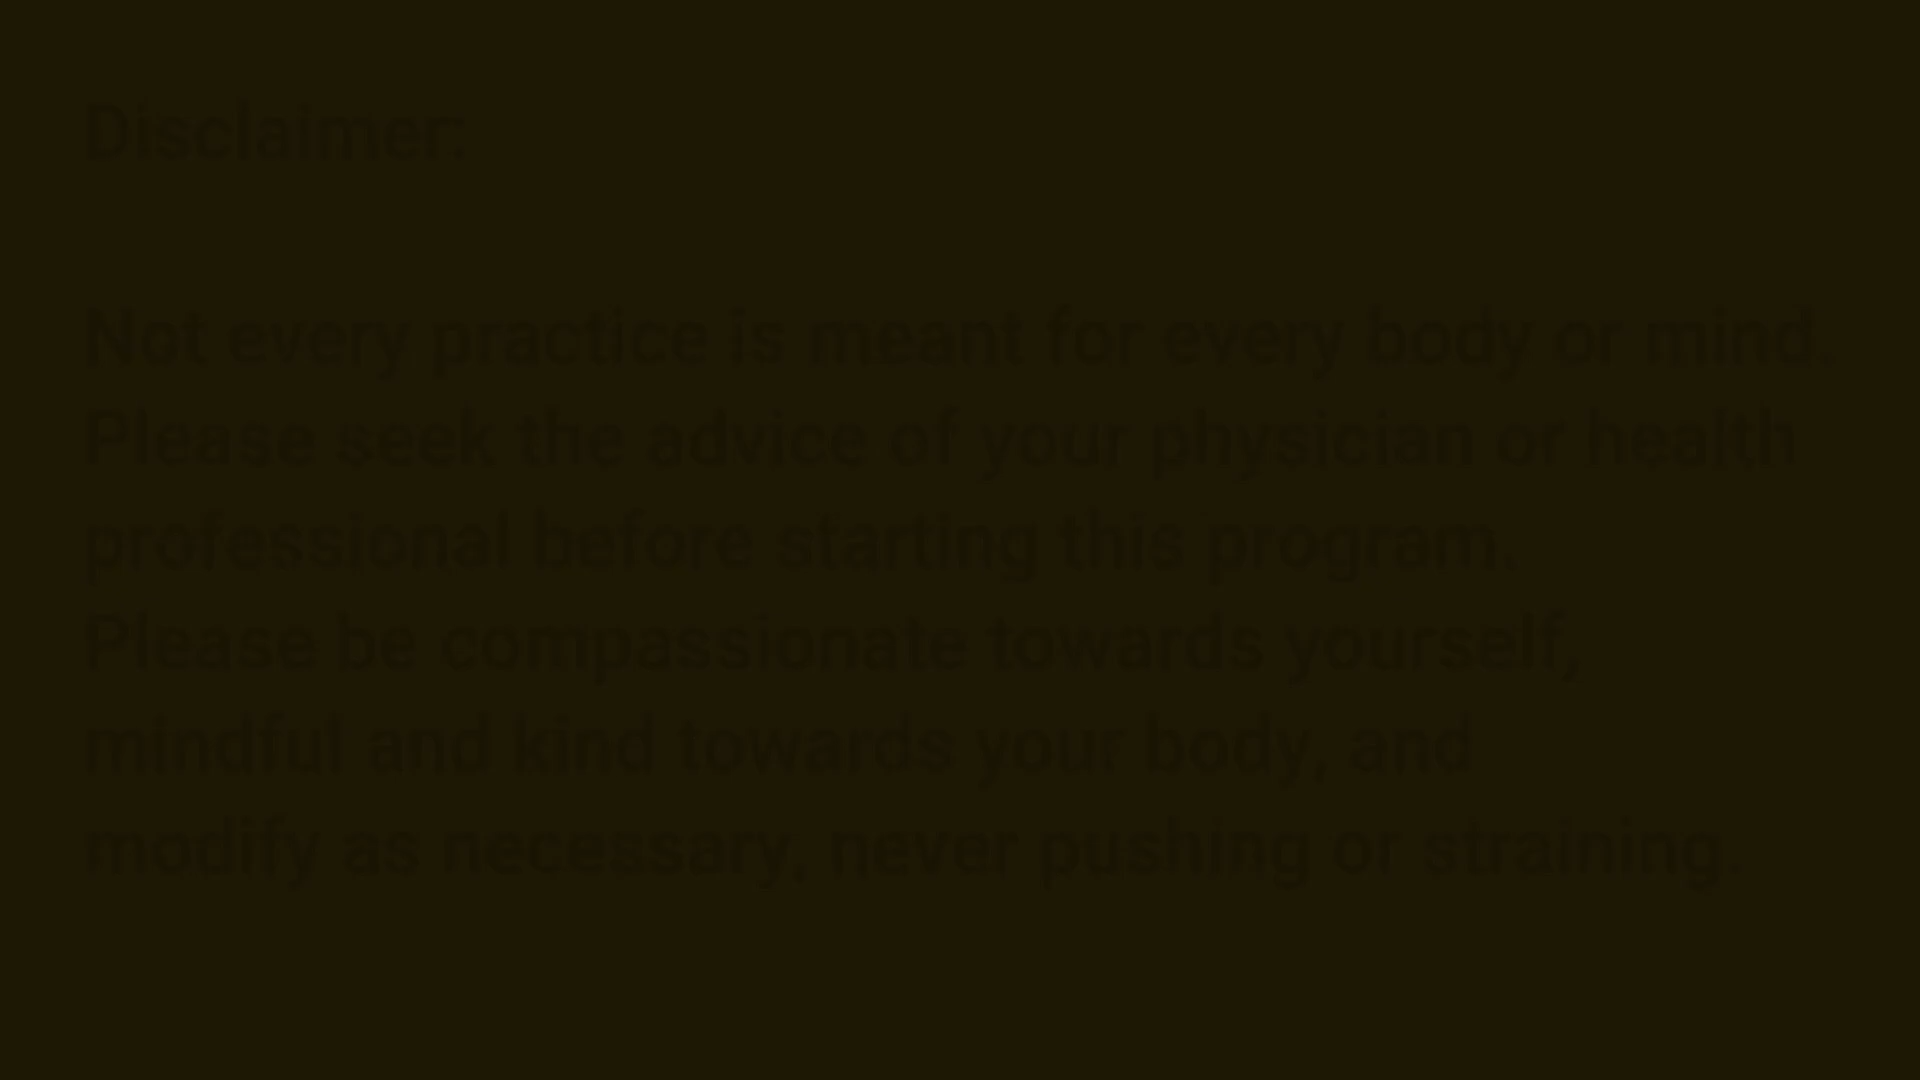 Disclaimer:
Not every practice is meant for every body or mind.
Please seek the advice of your physician or health
professional before starting this program.
Please be compassionate towards yourself,
mindful and kind towards your body, and
modify as necessary, never pushing or straining.